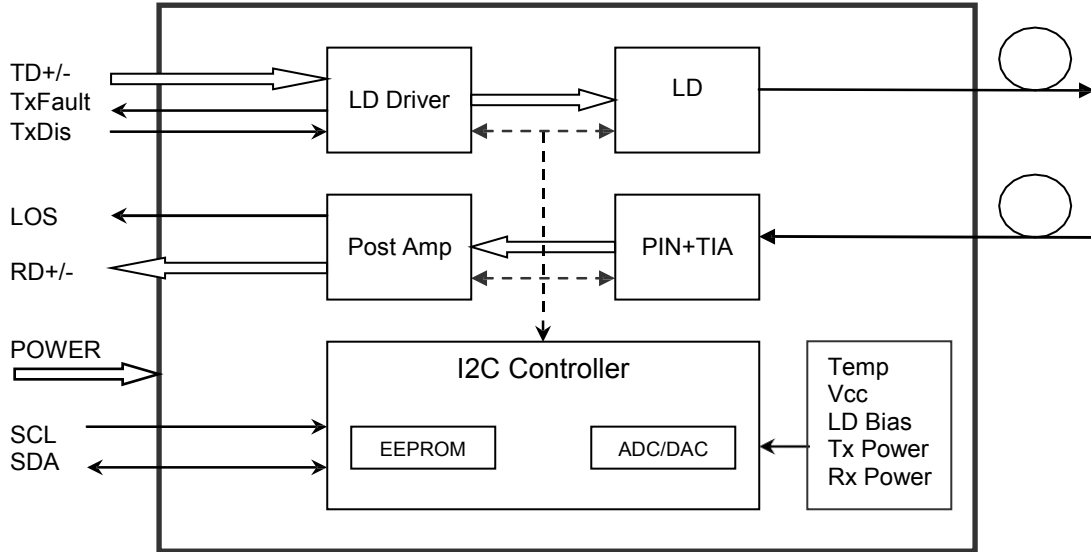 TD+/-
TxFault
TxDis
LD Driver
LD
LOS
RD+/-
Post Amp
PIN+TIA
POWER
SCL
SDA
I2C Controller
EEPROM
ADC/DAC
Temp
Vcc
LD Bias
Tx Power
Rx Power